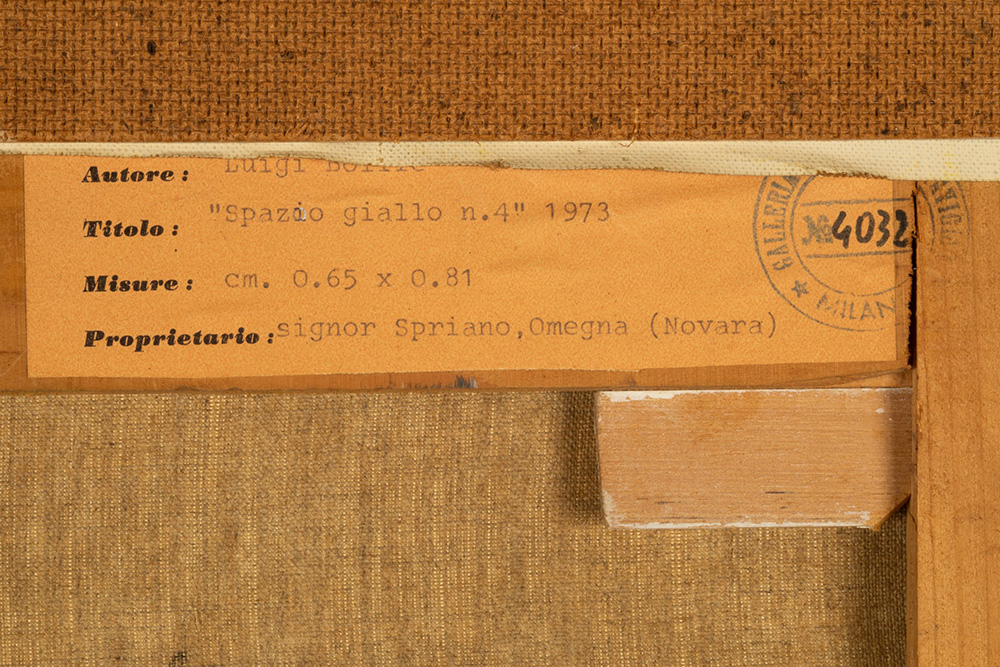 Autore : Luigi
Titolo : "Spazio giallo n.4" 1973
Misure : cm. 0.65 x 0.81
Proprietario : signor Spriano,Omegna (Novara)
GALLERIA
№ 4032
MILAN